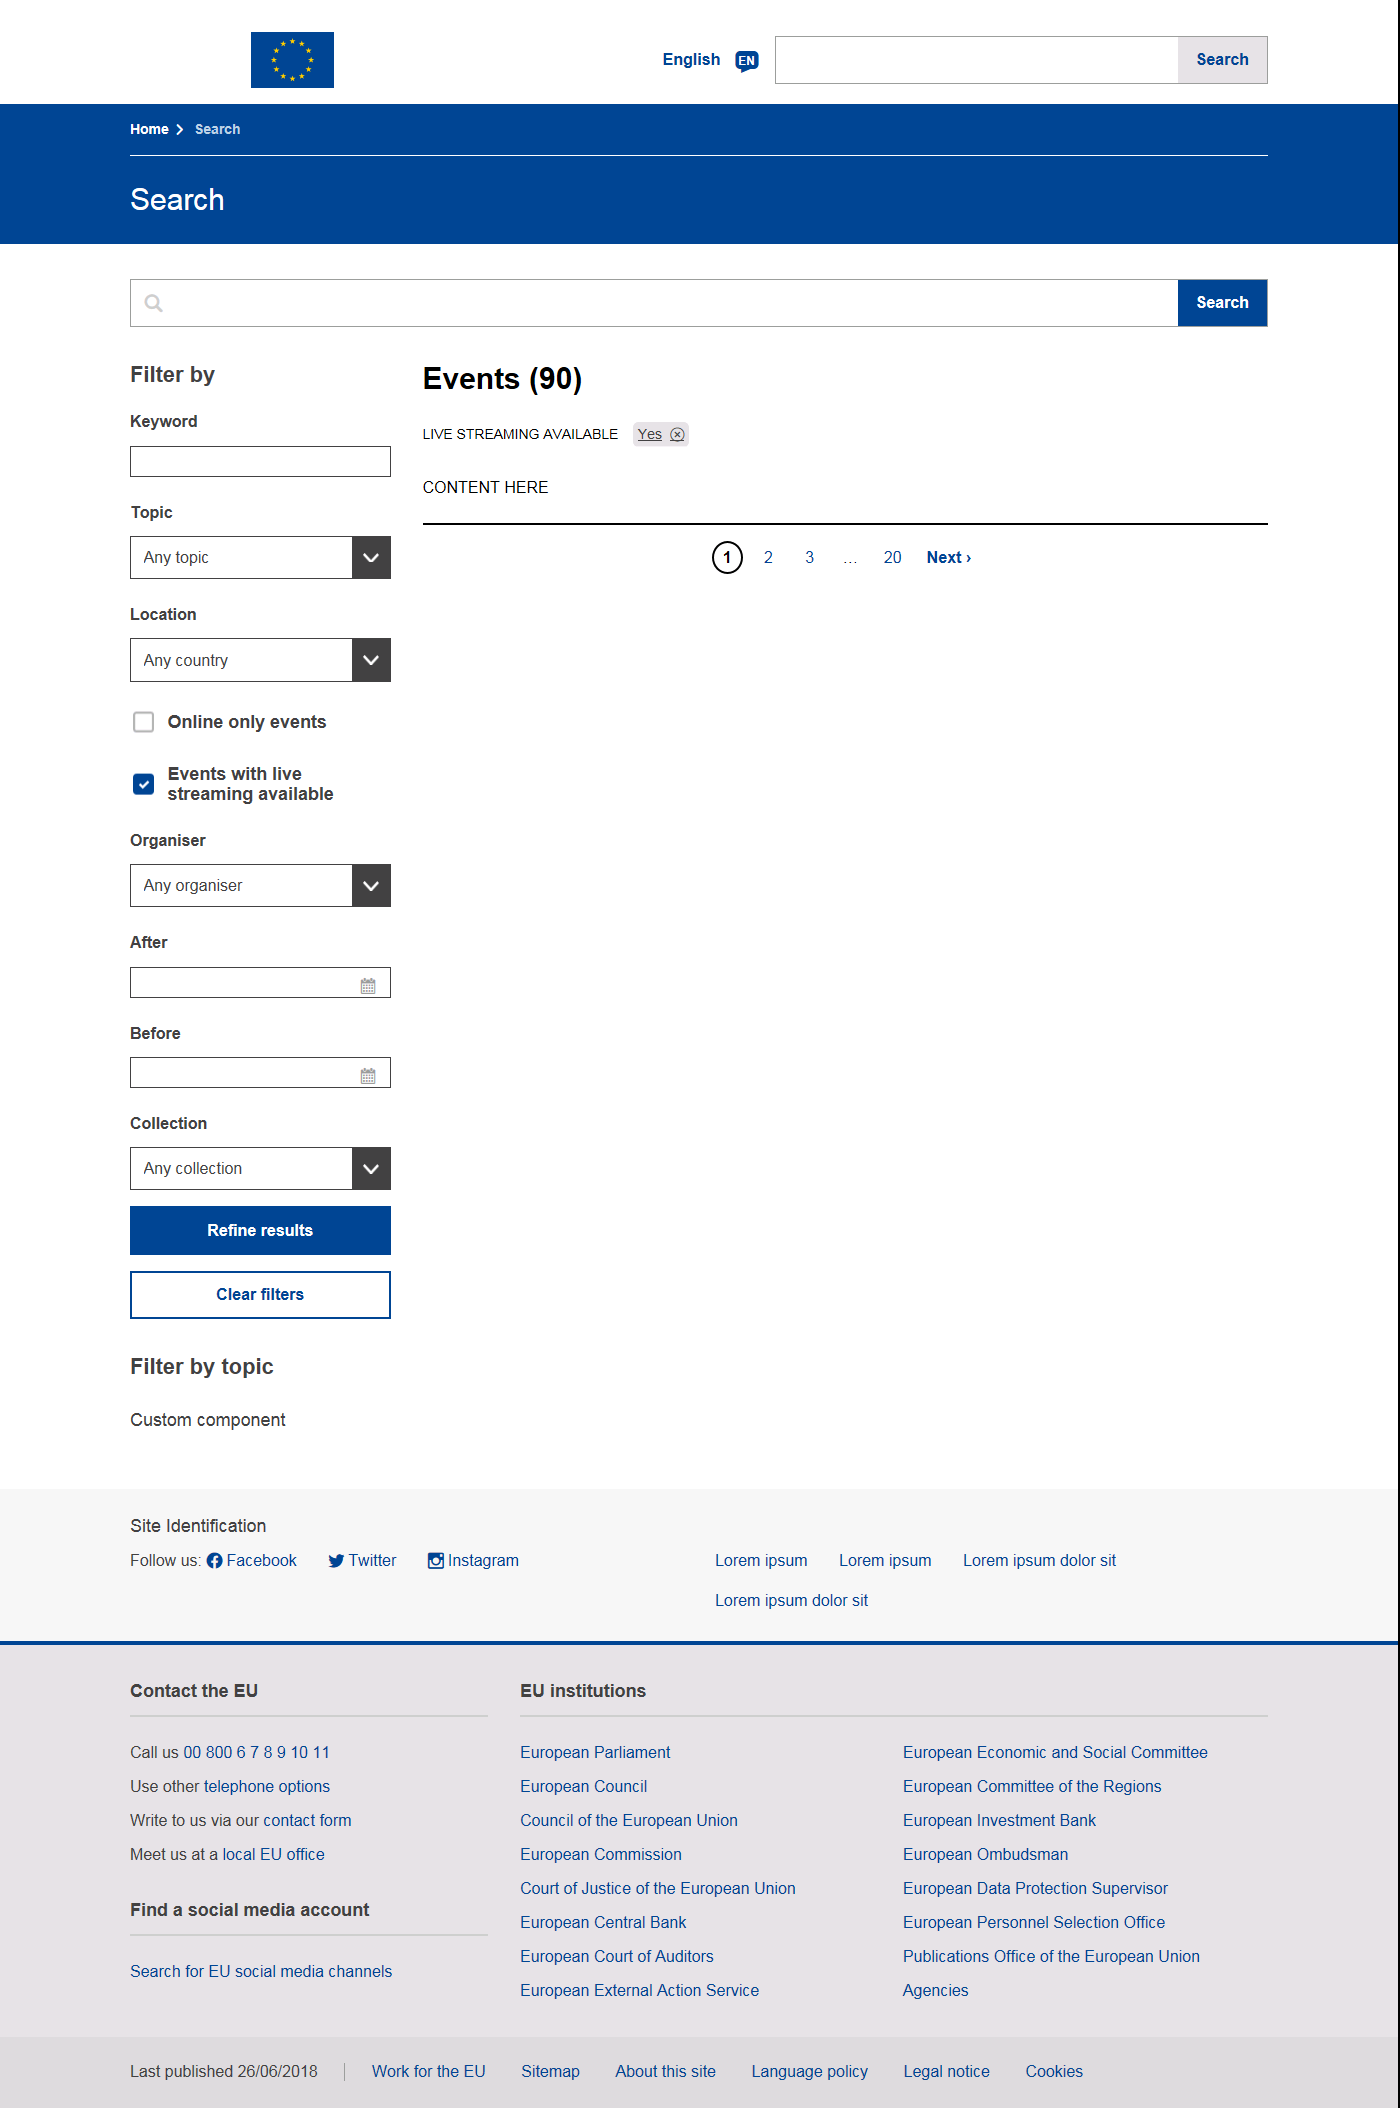 English EN Search
Home Search
Search
Search
Filter by
Keyword
Topic
Any topic
Location
Any country
Online only events
Events with live
streaming available
Organiser
Any organiser
After
Before
Collection
Any collection
Refine results
Clear filters
Filter by topic
Custom component
Events (90)
LIVE STREAMING AVAILABLE Yes
CONTENT HERE
1 2 3 ... 20 Next ›
Site Identification
Follow us: Facebook Twitter Instagram
Lorem ipsum Lorem ipsum Lorem ipsum dolor sit
Lorem ipsum dolor sit
Contact the EU
Call us 00 800 6 7 8 9 10 11
Use other telephone options
Write to us via our contact form
Meet us at a local EU office
Find a social media account
Search for EU social media channels
EU institutions
European Parliament
European Council
Council of the European Union
European Commission
Court of Justice of the European Union
European Central Bank
European Court of Auditors
European External Action Service
European Economic and Social Committee
European Committee of the Regions
European Investment Bank
European Ombudsman
European Data Protection Supervisor
European Personnel Selection Office
Publications Office of the European Union
Agencies
Last published 26/06/2018 Work for the EU Sitemap About this site Language policy Legal notice Cookies